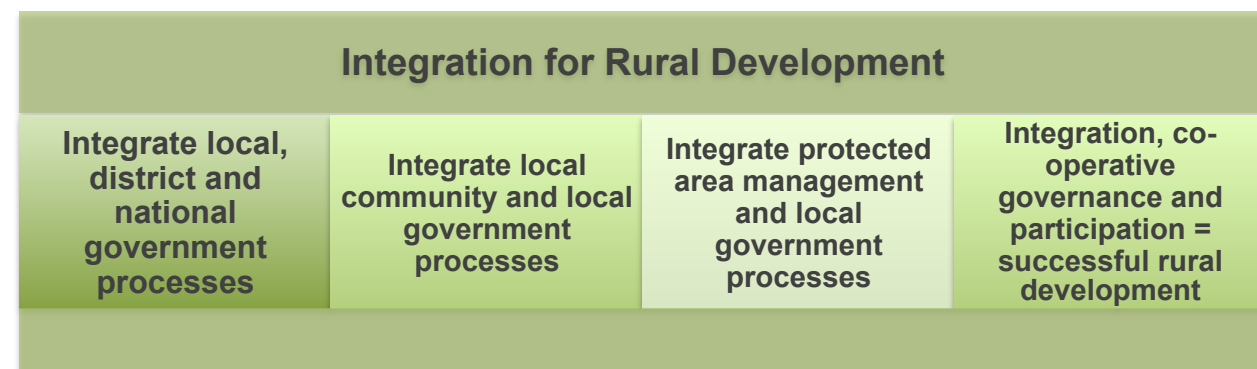 Integration for Rural Development
Integrate local,
district and
national
government
processes
Integrate local
community and local
government
processes
Integrate protected
area management
and local
government
processes
Integration, co-
operative
governance and
participation =
successful rural
development